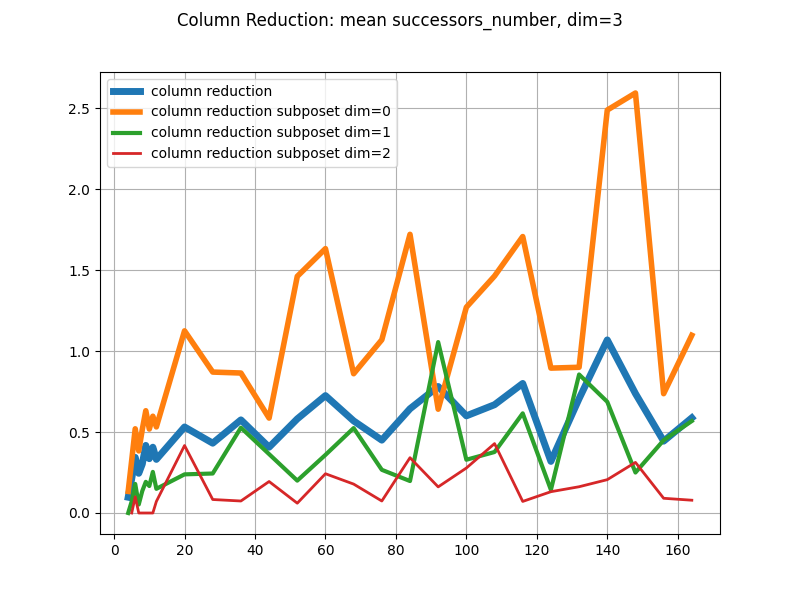 Column Reduction: mean successors_number, dim=3
column reduction
column reduction subposet dim=0
column reduction subposet dim=1
column reduction subposet dim=2
2.5
2.0
1.5
1.0
0.5
0.0
0 20 40 60 80 100 120 140 160